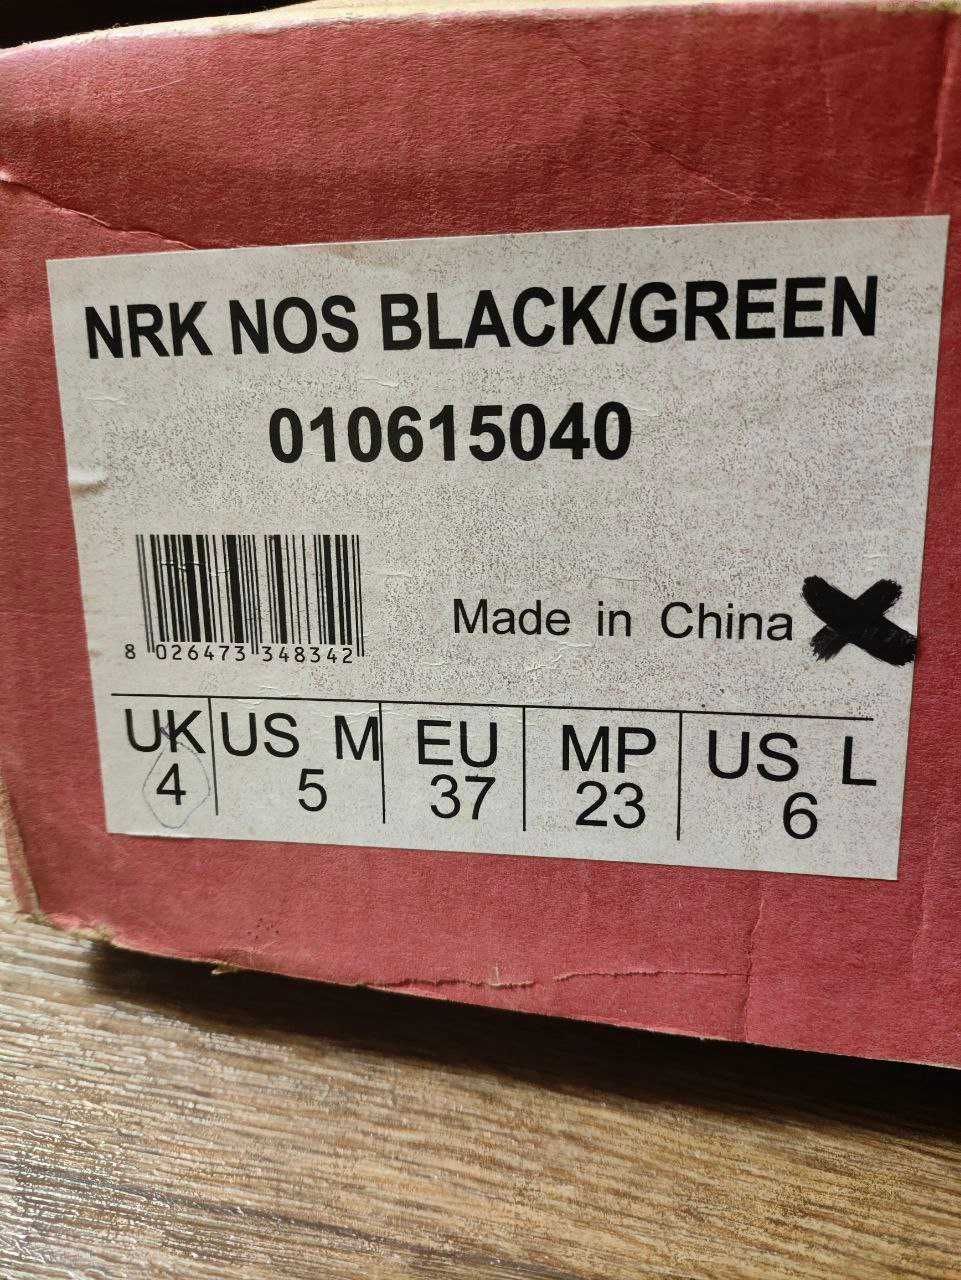 NRK NOS BLACK/GREEN
010615040
Made in China
8 026473 348342
UK US M EU MP US L
4 5 37 23 6